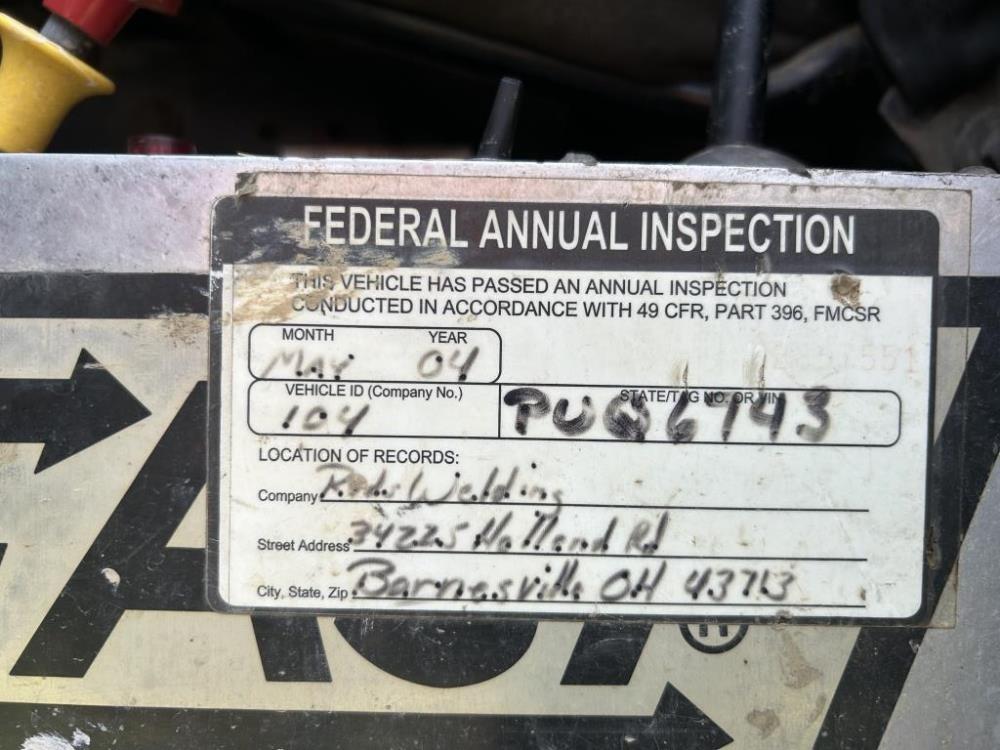 FEDERAL ANNUAL INSPECTION
THIS VEHICLE HAS PASSED AN ANNUAL INSPECTION
CONDUCTED IN ACCORDANCE WITH 49 CFR, PART 396, FMCSR
MONTH YEAR
MAY 04
VEHICLE ID (Company No.) STATE/TAG NO. OR VIN
104 PUQ6743
LOCATION OF RECORDS:
Company Rods Welding
Street Address 34225 Holland Rd
City, State, Zip Barnesville OH 43713